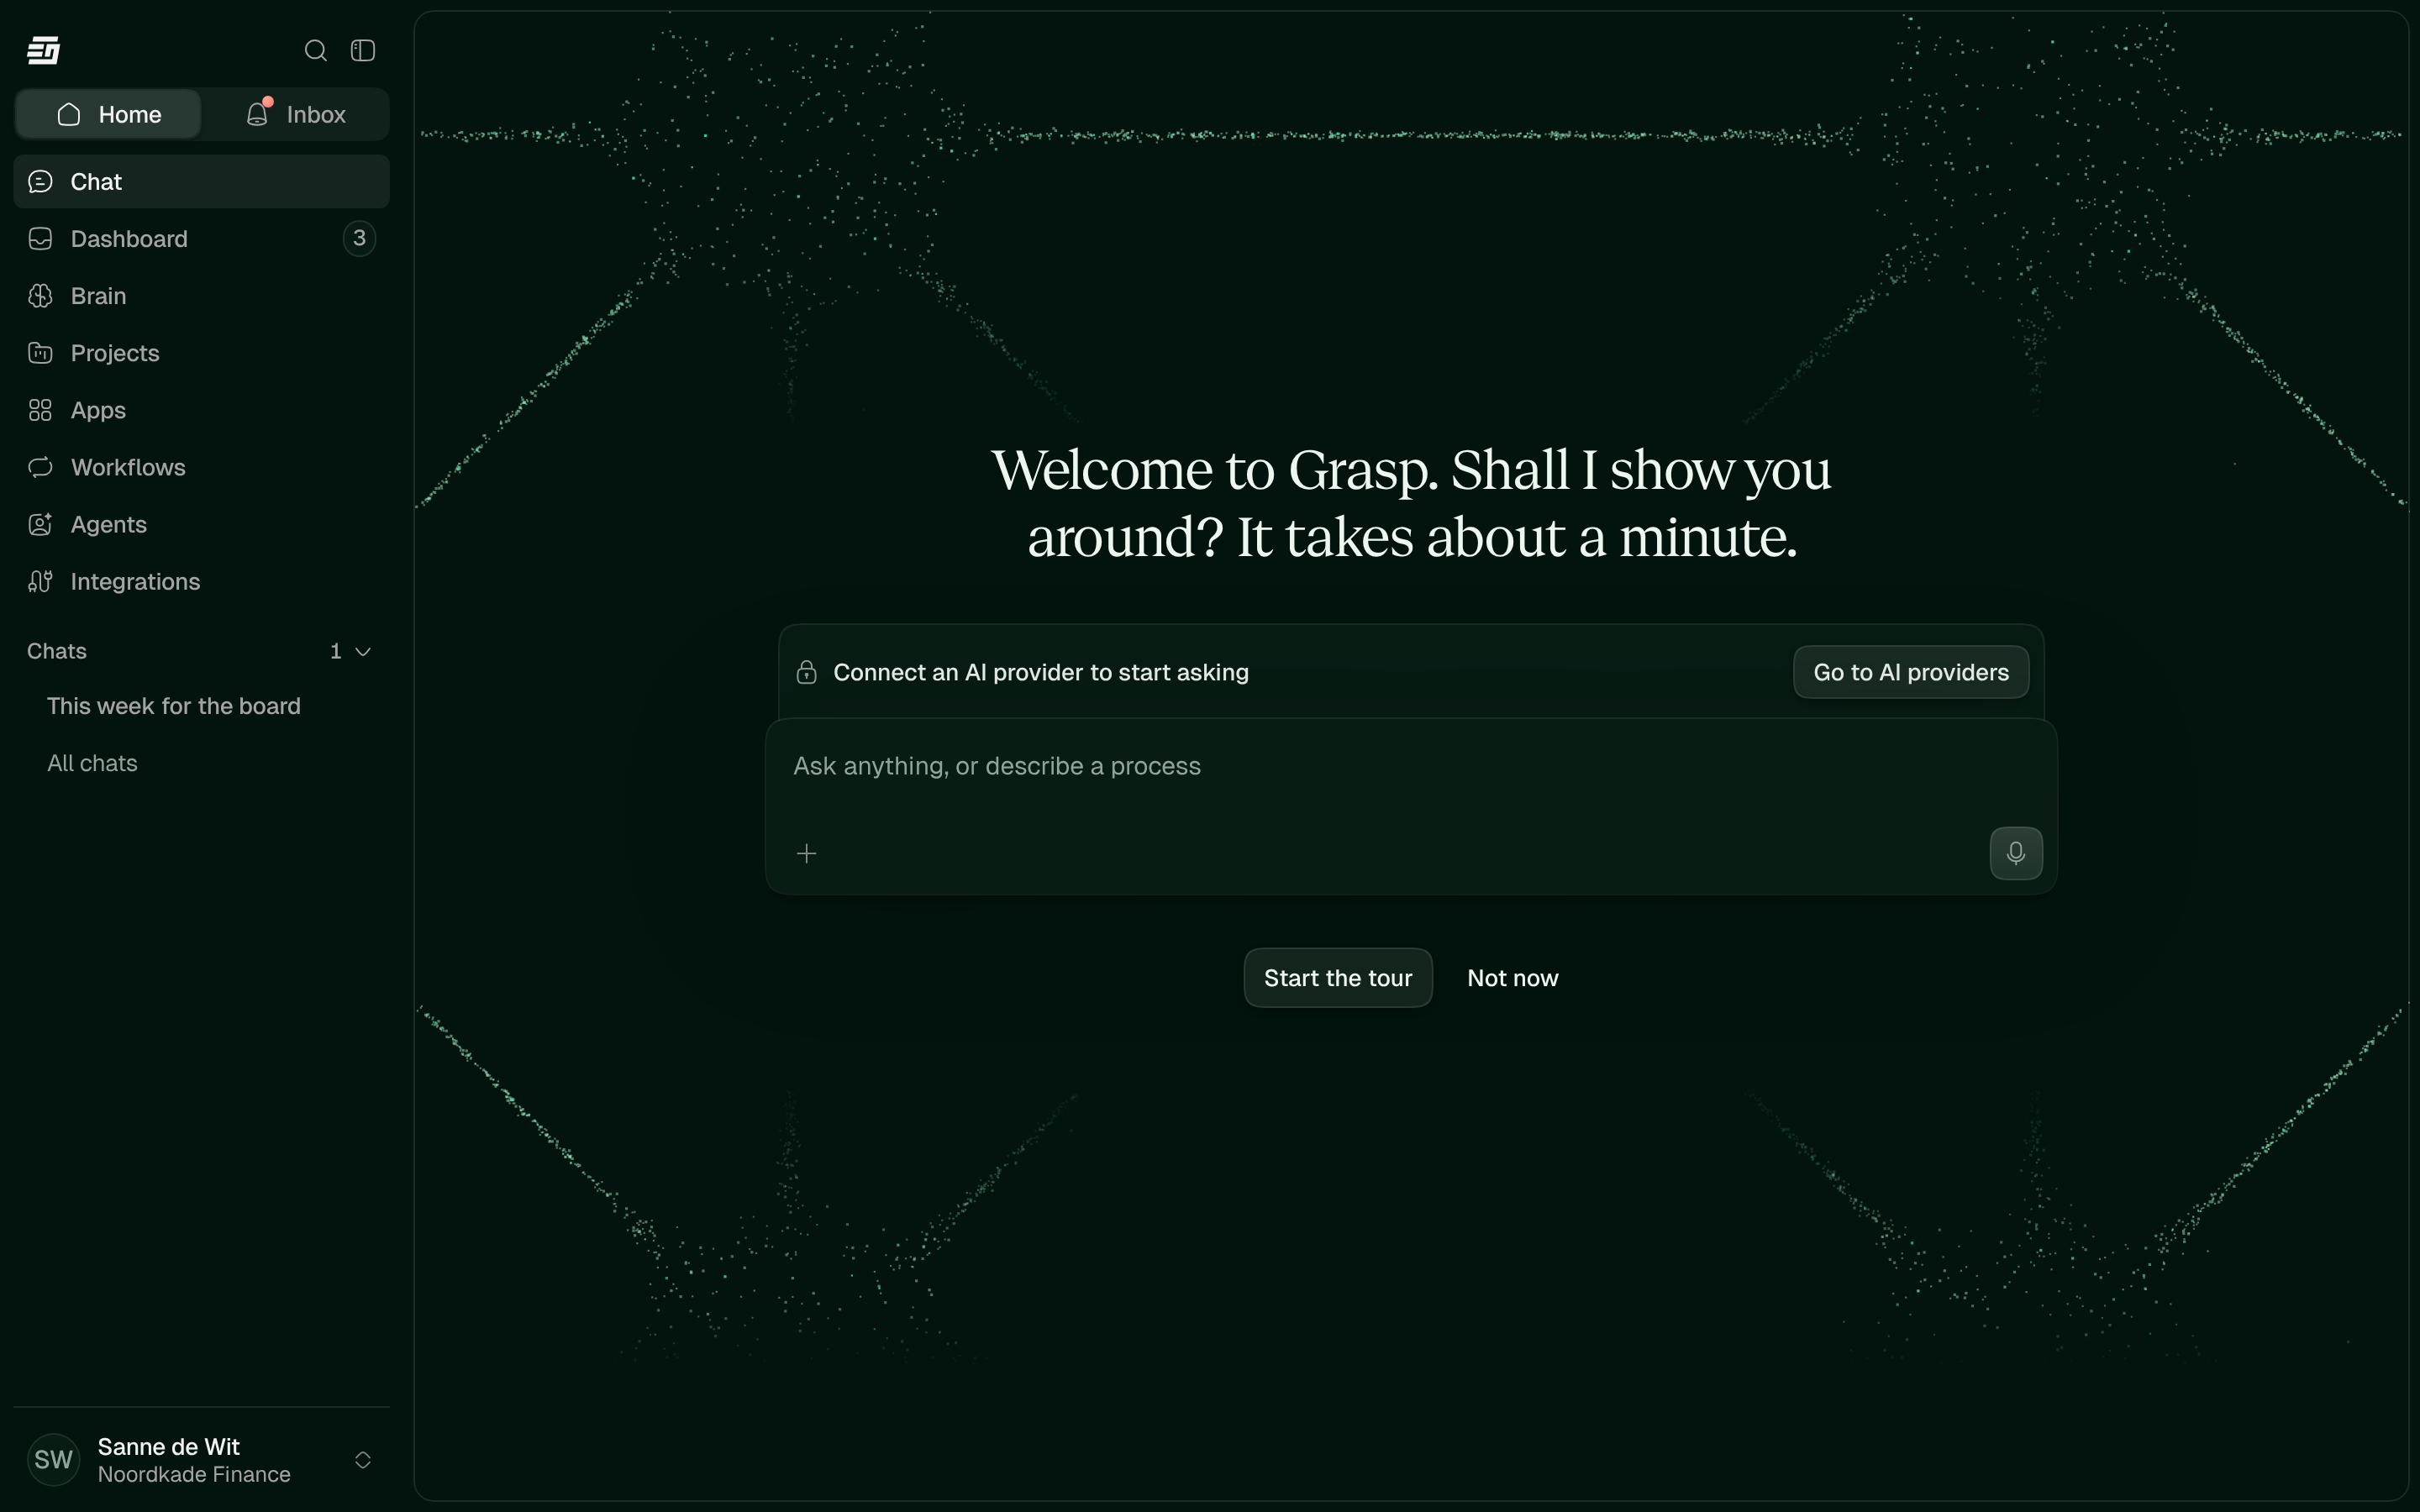 Home
Inbox
Chat
Dashboard
3
Brain
Projects
Apps
Workflows
Agents
Integrations
Chats
1
This week for the board
All chats
SW
Sanne de Wit
Noordkade Finance
Welcome to Grasp. Shall I show you
around? It takes about a minute.
Connect an AI provider to start asking
Go to AI providers
Ask anything, or describe a process
Start the tour
Not now